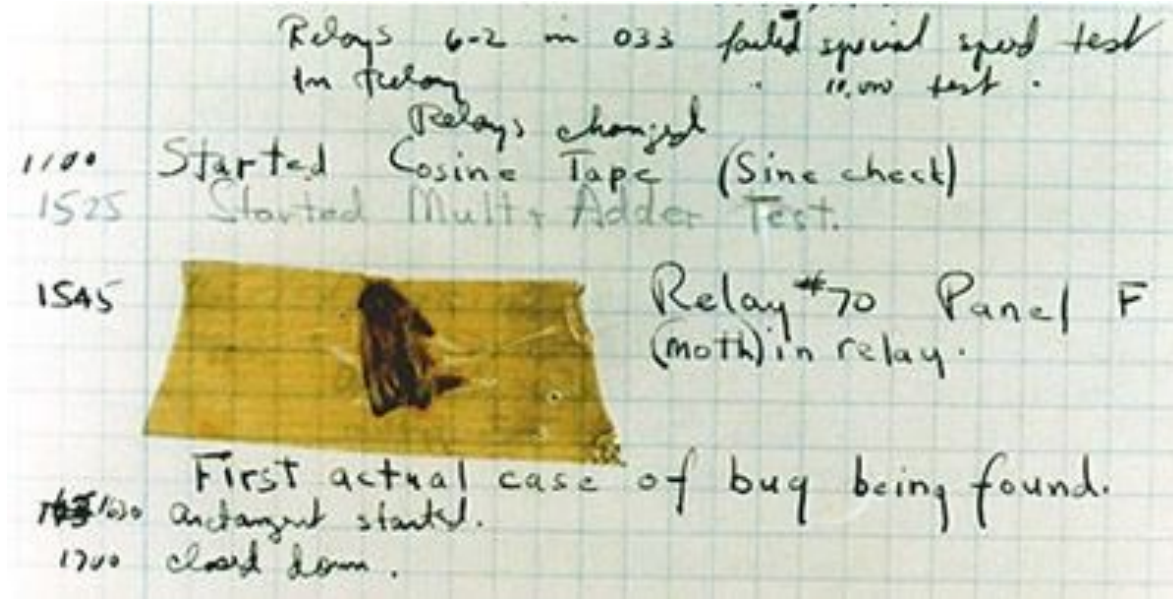 Relays 6-2 in 033 failed special speed test
In Relay 11,000 test.
Relays changed
1100 Started Cosine Tape (Sine check)
1525 Started Mult+ Adder Test.
1545 Relay #70 Panel F
(moth) in relay.
First actual case of bug being found.
1630 arctangent started.
1700 closed down.